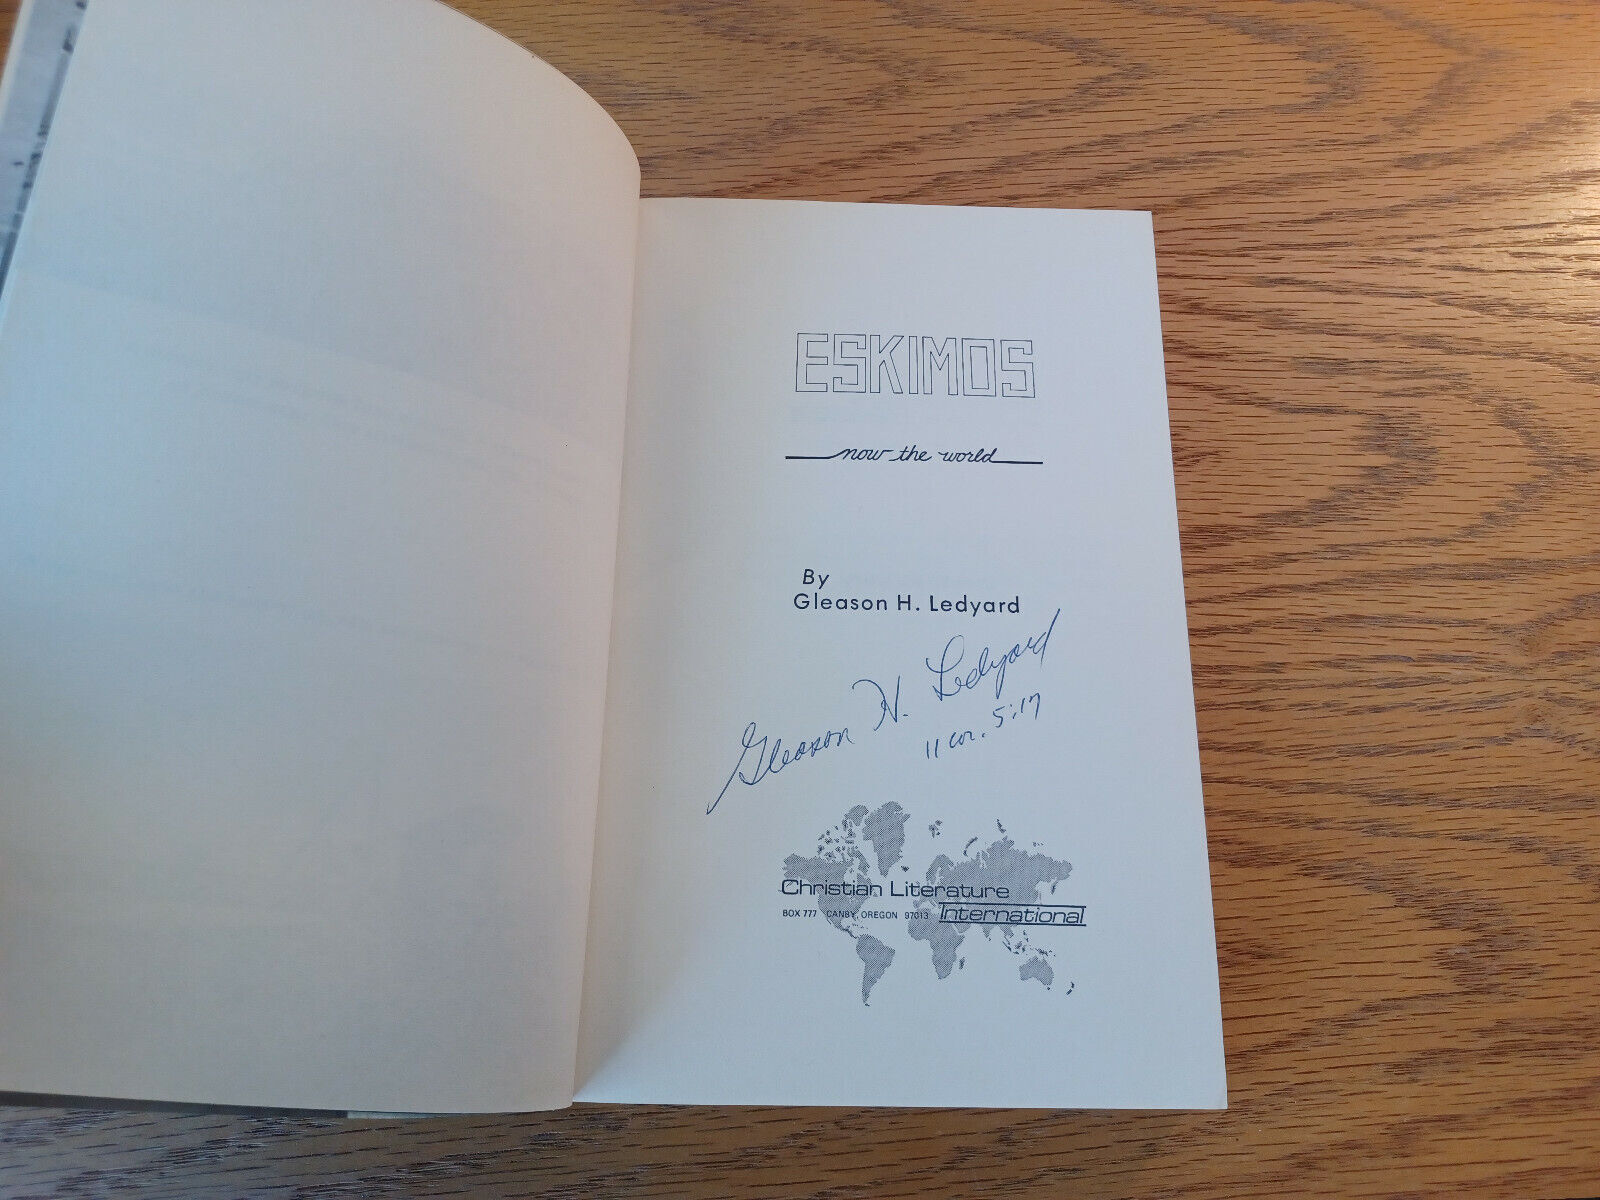 ESKIMOS
now the world
By
Gleason H. Ledyard
Gleason H. Ledyard
11 Cor. 5:17
Christian Literature
BOX 777 CANBY, OREGON 97013 International